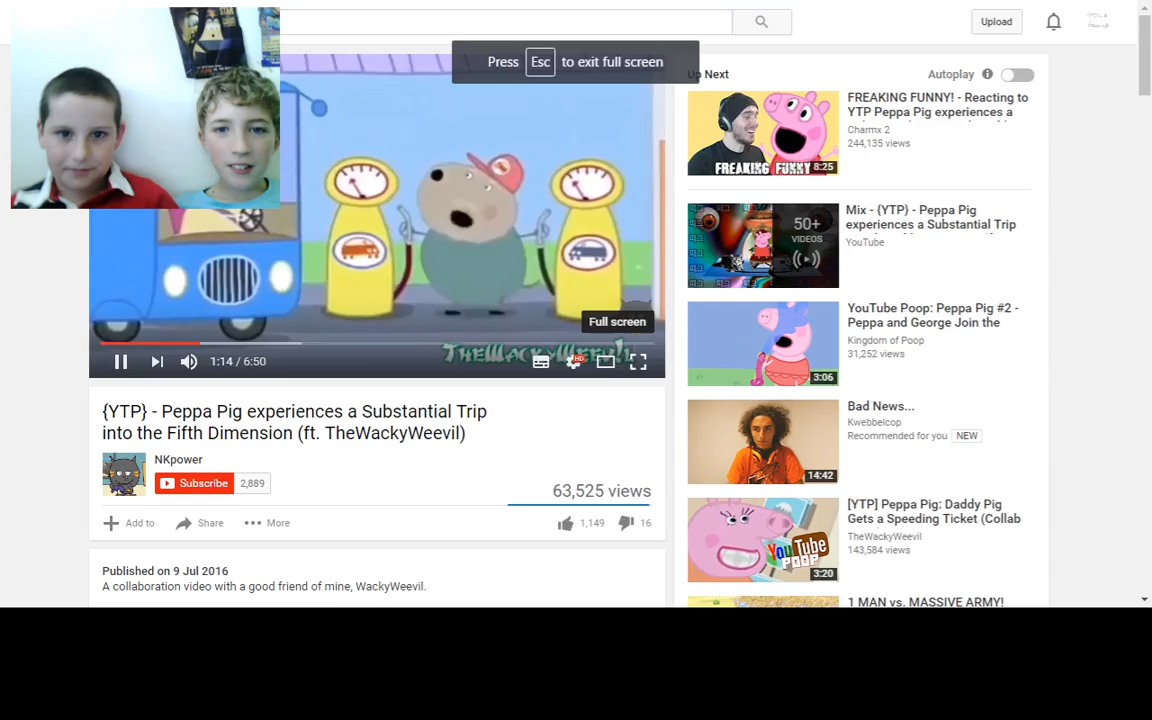 Upload
Press Esc to exit full screen
Up Next
Autoplay
FREAKING FUNNY! - Reacting to
YTP Peppa Pig experiences a
Charmx 2
244,135 views
FREAKING FUNNY
8:25
Mix - {YTP} - Peppa Pig
experiences a Substantial Trip
YouTube
50+
VIDEOS
YouTube Poop: Peppa Pig #2 -
Peppa and George Join the
Kingdom of Poop
31,252 views
3:06
Full screen
TheWackyWeevil
1:14 / 6:50
HD
{YTP} - Peppa Pig experiences a Substantial Trip
into the Fifth Dimension (ft. TheWackyWeevil)
NKpower
Subscribe 2,889
63,525 views
Add to Share More 1,149 16
Published on 9 Jul 2016
A collaboration video with a good friend of mine, WackyWeevil.
Bad News...
Kwebbelcop
Recommended for you NEW
14:42
[YTP] Peppa Pig: Daddy Pig
Gets a Speeding Ticket (Collab
TheWackyWeevil
143,584 views
YouTube
POOP
3:20
1 MAN vs. MASSIVE ARMY!